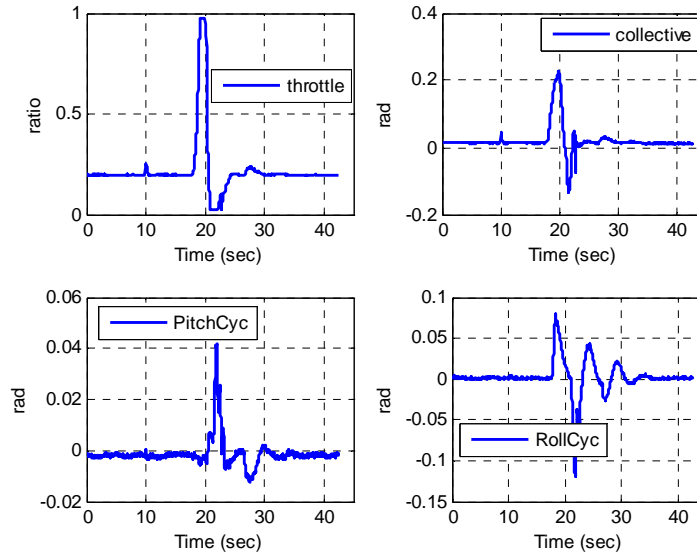 1
0.5
0
ratio
throttle
0 10 20 30 40
Time (sec)
0.4
0.2
0
-0.2
rad
collective
0 10 20 30 40
Time (sec)
0.06
0.04
0.02
0
-0.02
rad
PitchCyc
0 10 20 30 40
Time (sec)
0.1
0.05
0
-0.05
-0.1
-0.15
rad
RollCyc
0 10 20 30 40
Time (sec)